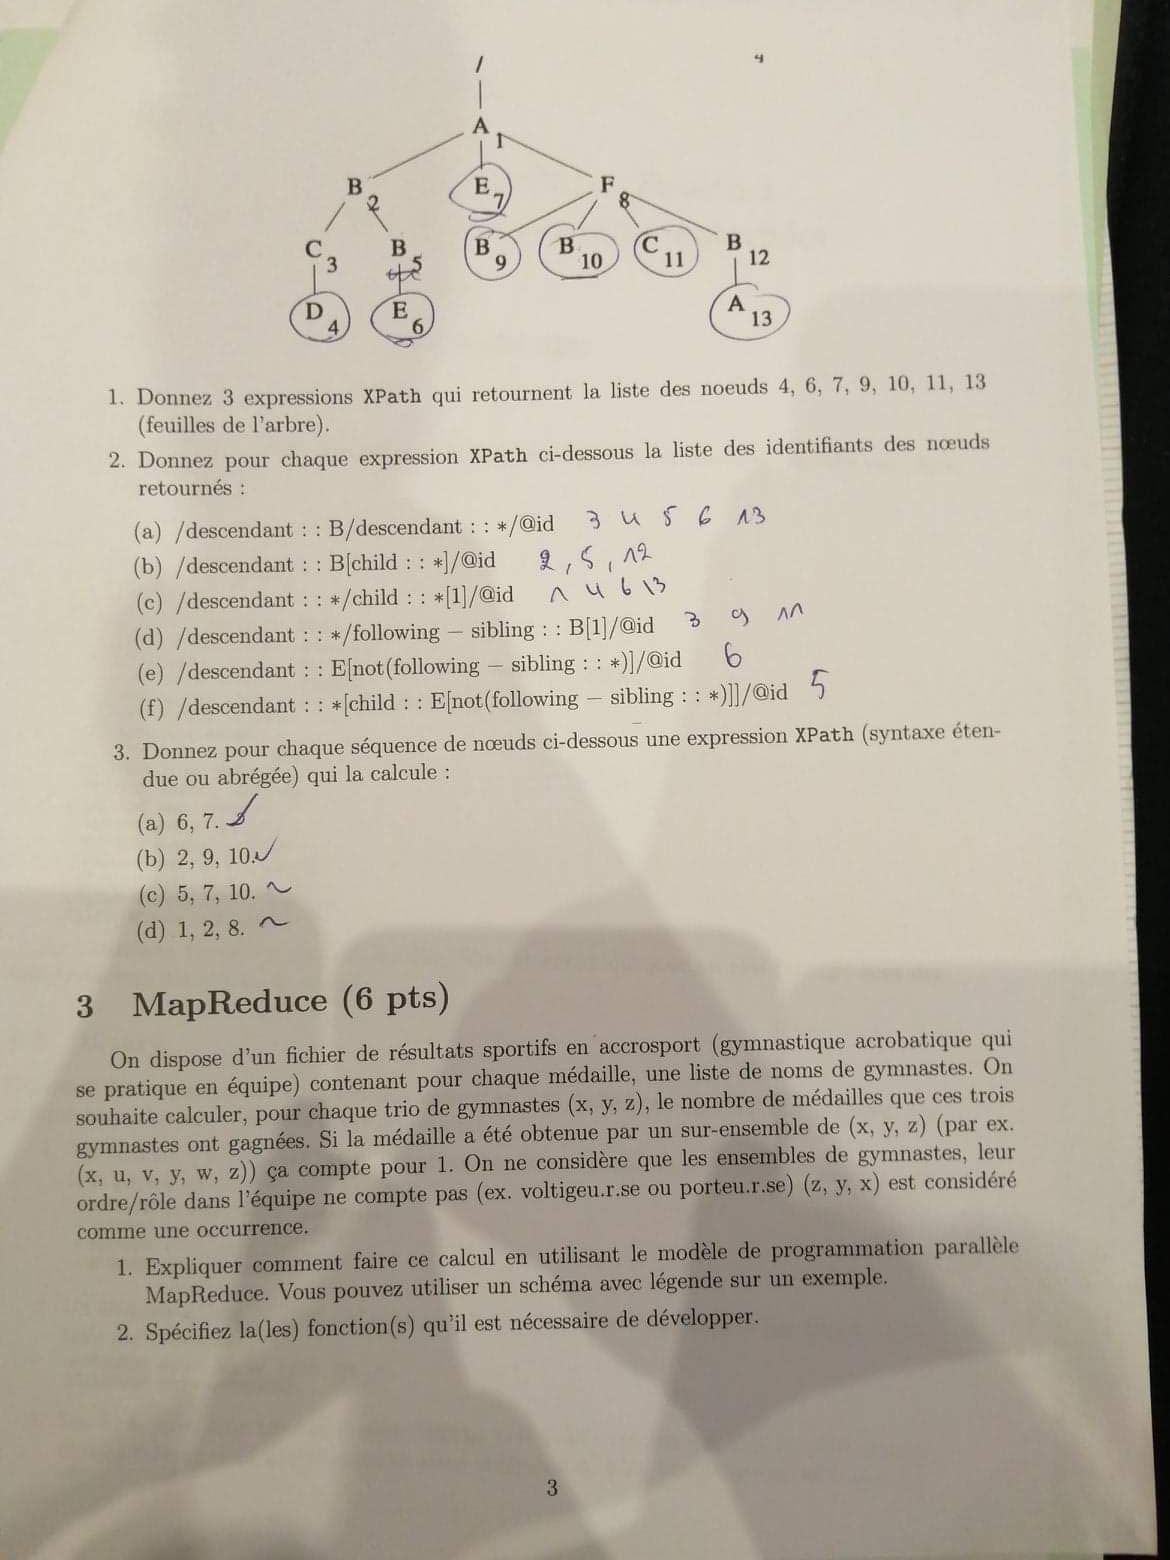 /
4
A 1
B 2 E 7 F 8
C 3 B 5 B 9 B 10 C 11 B 12
D 4 E 6 A 13
1. Donnez 3 expressions XPath qui retournent la liste des noeuds 4, 6, 7, 9, 10, 11, 13
(feuilles de l'arbre).
2. Donnez pour chaque expression XPath ci-dessous la liste des identifiants des nœuds
retournés :
(a) /descendant : : B/descendant : : */@id 3 4 5 6 13
(b) /descendant : : B[child : : *]/@id 2, 5, 12
(c) /descendant : : */child : : *[1]/@id 1 4 6 13
(d) /descendant : : */following − sibling : : B[1]/@id 3 9 11
(e) /descendant : : E[not(following − sibling : : *)]/@id 6
(f) /descendant : : *[child : : E[not(following − sibling : : *)]]/@id 5
3. Donnez pour chaque séquence de nœuds ci-dessous une expression XPath (syntaxe éten-
due ou abrégée) qui la calcule :
(a) 6, 7.
(b) 2, 9, 10.
(c) 5, 7, 10. ~
(d) 1, 2, 8. ~
3 MapReduce (6 pts)
On dispose d'un fichier de résultats sportifs en accrosport (gymnastique acrobatique qui
se pratique en équipe) contenant pour chaque médaille, une liste de noms de gymnastes. On
souhaite calculer, pour chaque trio de gymnastes (x, y, z), le nombre de médailles que ces trois
gymnastes ont gagnées. Si la médaille a été obtenue par un sur-ensemble de (x, y, z) (par ex.
(x, u, v, y, w, z)) ça compte pour 1. On ne considère que les ensembles de gymnastes, leur
ordre/rôle dans l'équipe ne compte pas (ex. voltigeu.r.se ou porteu.r.se) (z, y, x) est considéré
comme une occurrence.
1. Expliquer comment faire ce calcul en utilisant le modèle de programmation parallèle
MapReduce. Vous pouvez utiliser un schéma avec légende sur un exemple.
2. Spécifiez la(les) fonction(s) qu'il est nécessaire de développer.
3